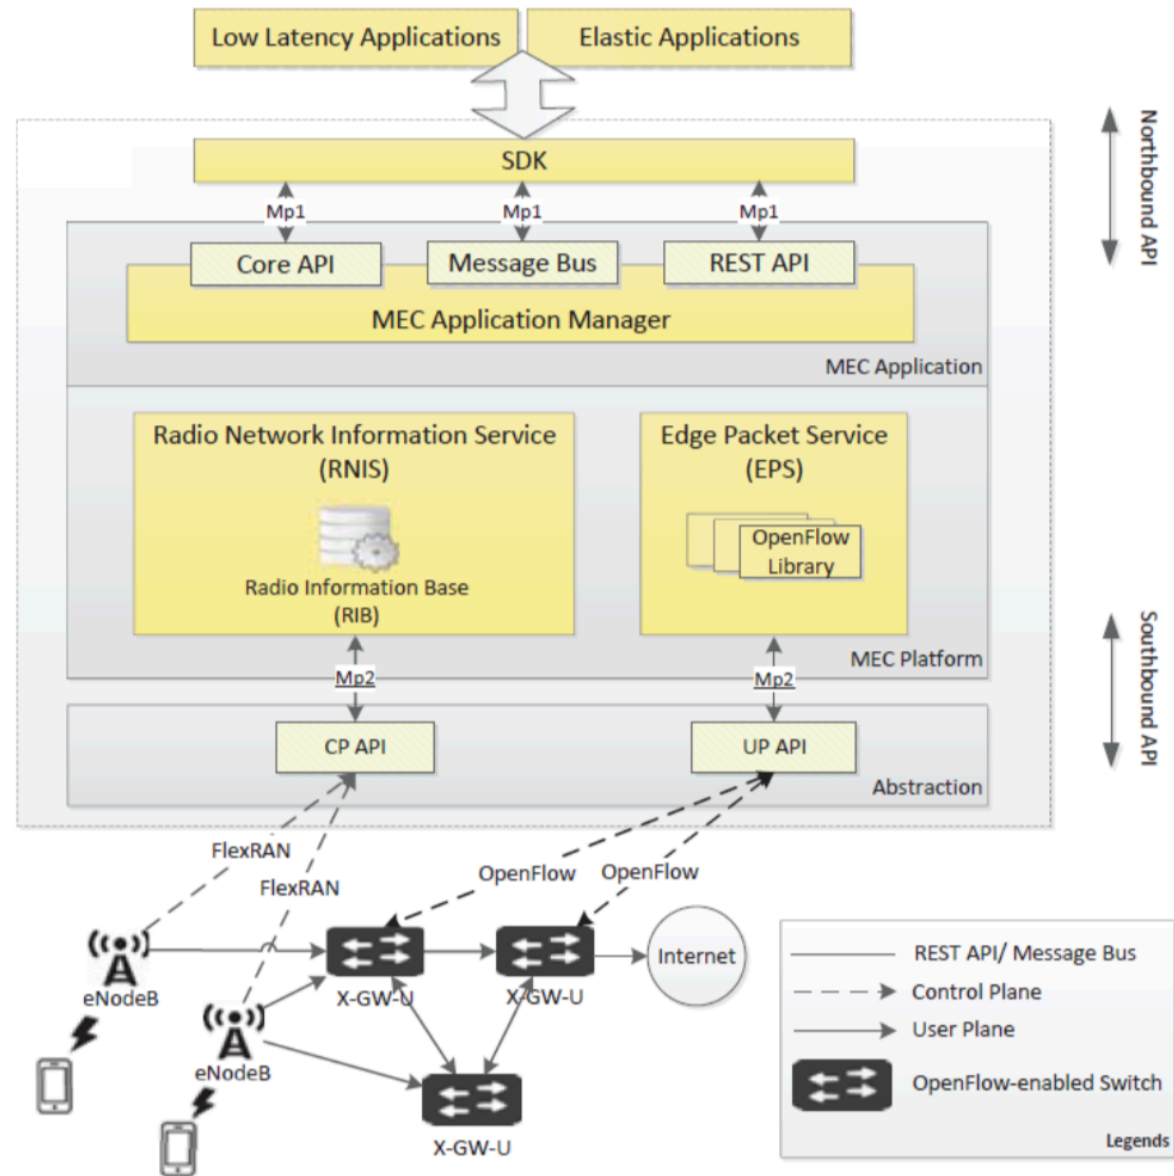 Low Latency Applications
Elastic Applications
SDK
Northbound API
Mp1
Mp1
Mp1
Core API
Message Bus
REST API
MEC Application Manager
MEC Application
Radio Network Information Service
(RNIS)
Radio Information Base
(RIB)
Edge Packet Service
(EPS)
OpenFlow
Library
MEC Platform
Southbound API
Mp2
Mp2
CP API
UP API
Abstraction
FlexRAN
FlexRAN
OpenFlow
OpenFlow
eNodeB
eNodeB
X-GW-U
X-GW-U
X-GW-U
Internet
REST API/ Message Bus
Control Plane
User Plane
OpenFlow-enabled Switch
Legends